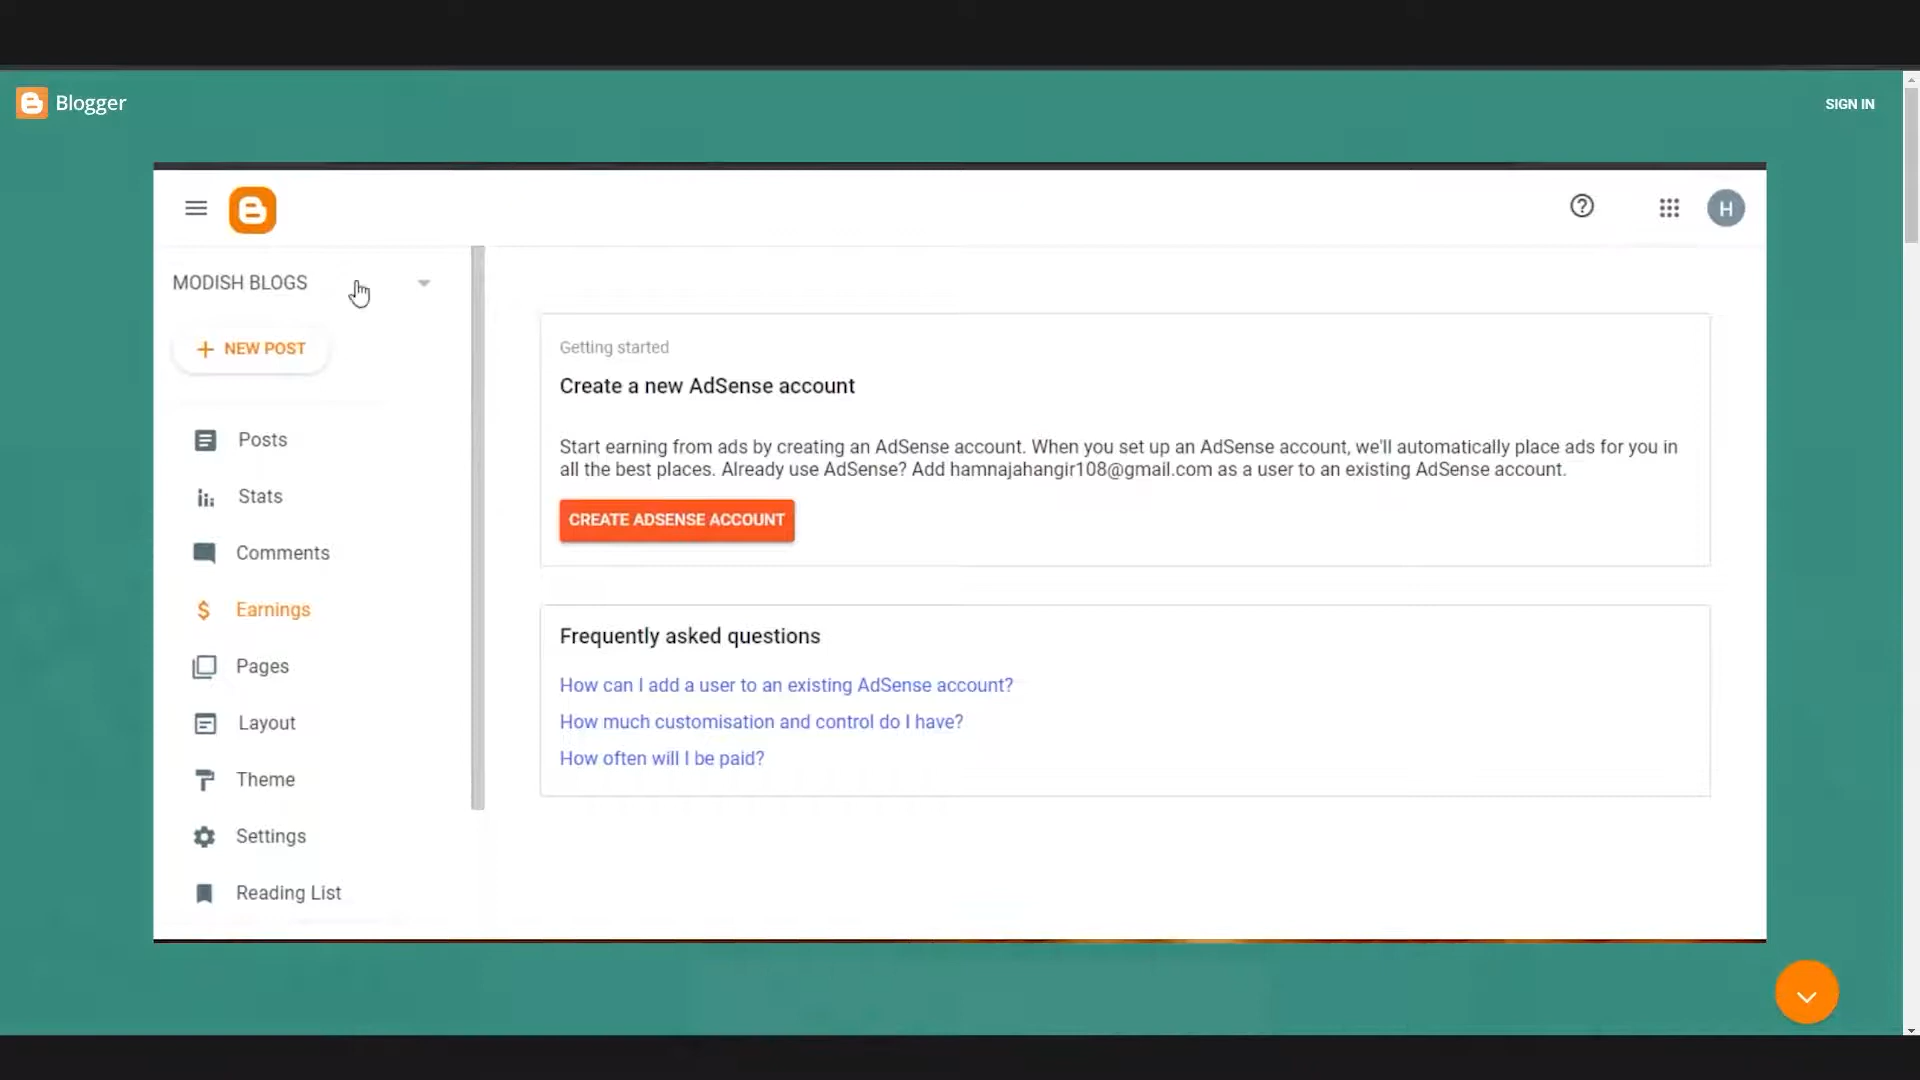 Blogger
SIGN IN
H
MODISH BLOGS
NEW POST
Getting started
Create a new AdSense account
Start earning from ads by creating an AdSense account. When you set up an AdSense account, we'll automatically place ads for you in
all the best places. Already use AdSense? Add hamnajahangir108@gmail.com as a user to an existing AdSense account.
CREATE ADSENSE ACCOUNT
Posts
Stats
Comments
Earnings
Pages
Layout
Theme
Settings
Reading List
Frequently asked questions
How can I add a user to an existing AdSense account?
How much customisation and control do I have?
How often will I be paid?